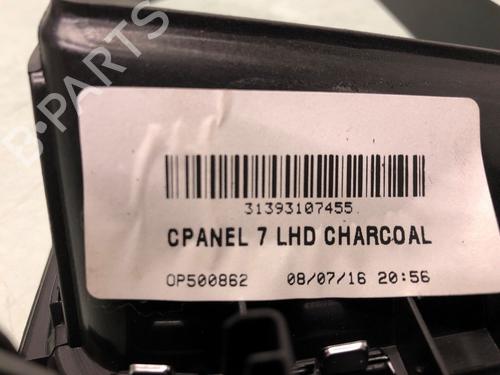 B-PARTS
31393107455
CPANEL 7 LHD CHARCOAL
OP500862 08/07/16 20:56